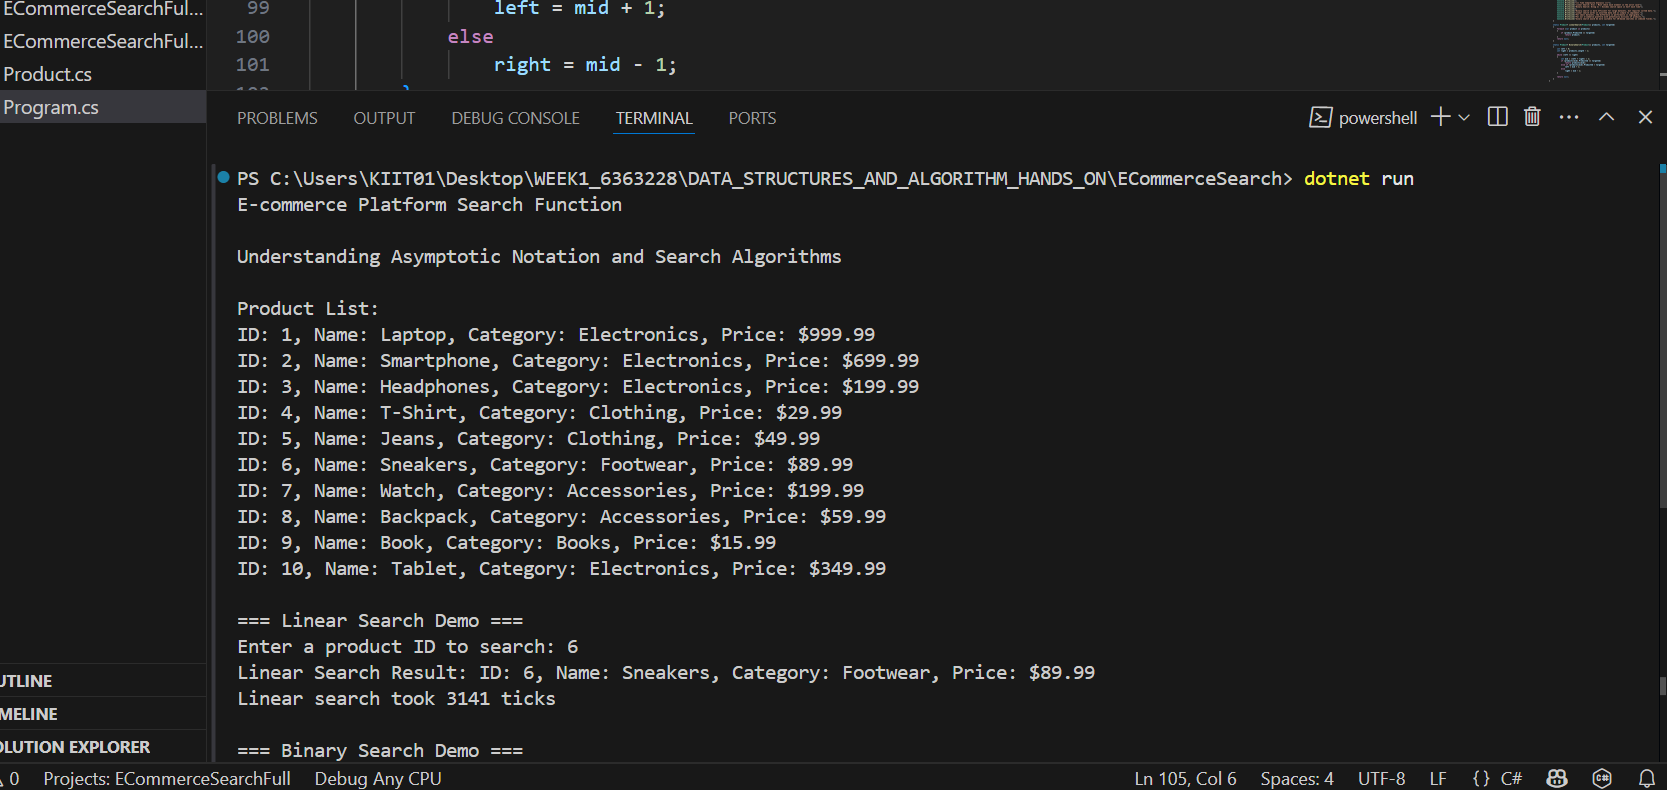 ECommerceSearchFul...
ECommerceSearchFul...
Product.cs
Program.cs
UTLINE
MELINE
OLUTION EXPLORER
99 left = mid + 1;
100 else
101 right = mid - 1;
PROBLEMS OUTPUT DEBUG CONSOLE TERMINAL PORTS powershell
PS C:\Users\KIIT01\Desktop\WEEK1_6363228\DATA_STRUCTURES_AND_ALGORITHM_HANDS_ON\ECommerceSearch> dotnet run
E-commerce Platform Search Function
Understanding Asymptotic Notation and Search Algorithms
Product List:
ID: 1, Name: Laptop, Category: Electronics, Price: $999.99
ID: 2, Name: Smartphone, Category: Electronics, Price: $699.99
ID: 3, Name: Headphones, Category: Electronics, Price: $199.99
ID: 4, Name: T-Shirt, Category: Clothing, Price: $29.99
ID: 5, Name: Jeans, Category: Clothing, Price: $49.99
ID: 6, Name: Sneakers, Category: Footwear, Price: $89.99
ID: 7, Name: Watch, Category: Accessories, Price: $199.99
ID: 8, Name: Backpack, Category: Accessories, Price: $59.99
ID: 9, Name: Book, Category: Books, Price: $15.99
ID: 10, Name: Tablet, Category: Electronics, Price: $349.99
=== Linear Search Demo ===
Enter a product ID to search: 6
Linear Search Result: ID: 6, Name: Sneakers, Category: Footwear, Price: $89.99
Linear search took 3141 ticks
=== Binary Search Demo ===
0 Projects: ECommerceSearchFull Debug Any CPU Ln 105, Col 6 Spaces: 4 UTF-8 LF {} C#